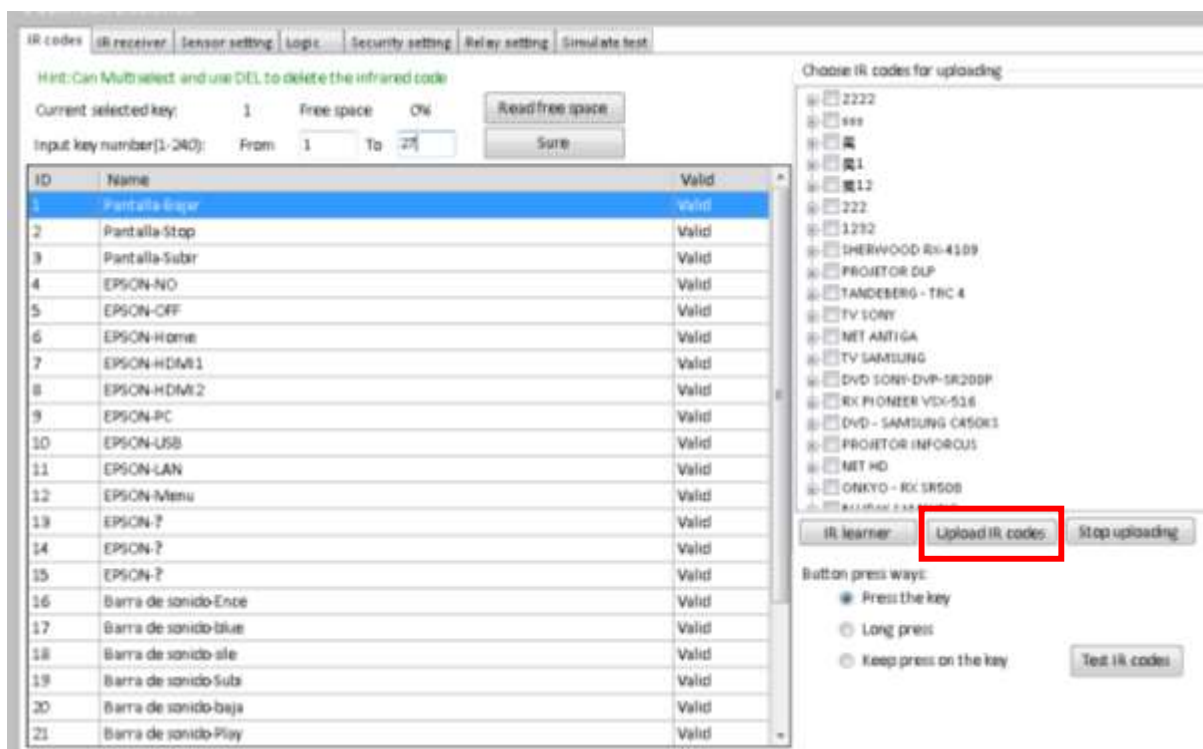 IR codes IR receiver Sensor setting Logic Security setting Relay setting Simulate test
Hint: Can Multiselect and use DEL to delete the infrared code
Current selected key: 1 Free space 0% Read free space
Input key number(1-240): From 1 To 27 Sure
ID Name Valid
1 Pantalla-Bajar Valid
2 Pantalla-Stop Valid
3 Pantalla-Subir Valid
4 EPSON-NO Valid
5 EPSON-OFF Valid
6 EPSON-Home Valid
7 EPSON-HDMI1 Valid
8 EPSON-HDMI2 Valid
9 EPSON-PC Valid
10 EPSON-USB Valid
11 EPSON-LAN Valid
12 EPSON-Menu Valid
13 EPSON-? Valid
14 EPSON-? Valid
15 EPSON-? Valid
16 Barra de sonido-Ence Valid
17 Barra de sonido-blue Valid
18 Barra de sonido-sile Valid
19 Barra de sonido-Subi Valid
20 Barra de sonido-baja Valid
21 Barra de sonido-Play Valid
Choose IR codes for uploading
2222
sss
222
1232
SHERWOOD RX-4109
PROJETOR DLP
TANDEBERG - TRC 4
TV SONY
NET ANTIGA
TV SAMSUNG
DVD SONY-DVP-SR200P
RX PIONEER VSX-516
DVD - SAMSUNG C450KS
PROJETOR INFORCUS
NET HD
ONKYO - RX SR508
IR learner Upload IR codes Stop uploading
Button press ways:
Press the key
Long press
Keep press on the key Test IR codes